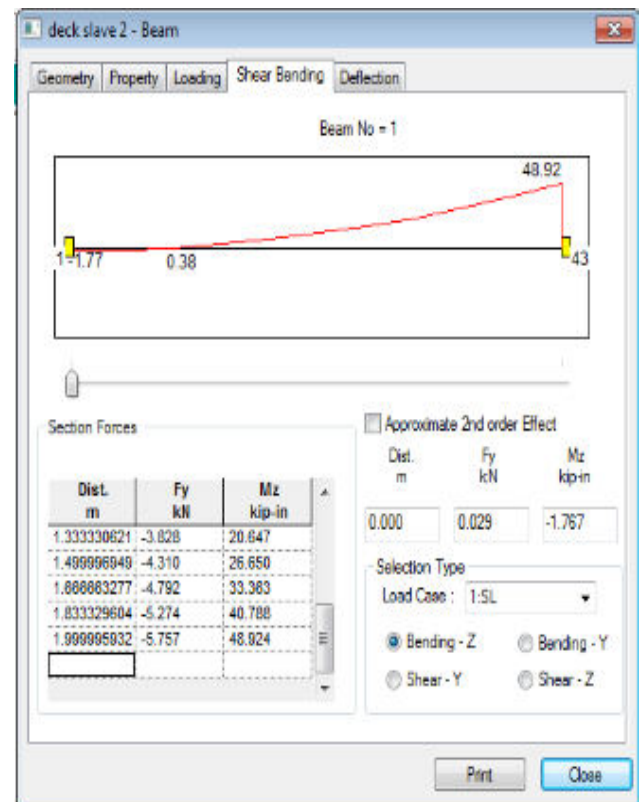 deck slave 2 - Beam
Geometry Property Loading Shear Bending Deflection
Beam No = 1
48.92
1 -1.77 0.38 43
Section Forces
Dist. Fy Mz
m kN kip-in
1.333330621 -3.828 20.647
1.499996949 -4.310 26.650
1.666663277 -4.792 33.363
1.833329604 -5.274 40.788
1.999995932 -5.757 48.924
Approximate 2nd order Effect
Dist. Fy Mz
m kN kip-in
0.000 0.029 -1.767
Selection Type
Load Case : 1:SL
Bending - Z Bending - Y
Shear - Y Shear - Z
Print Close